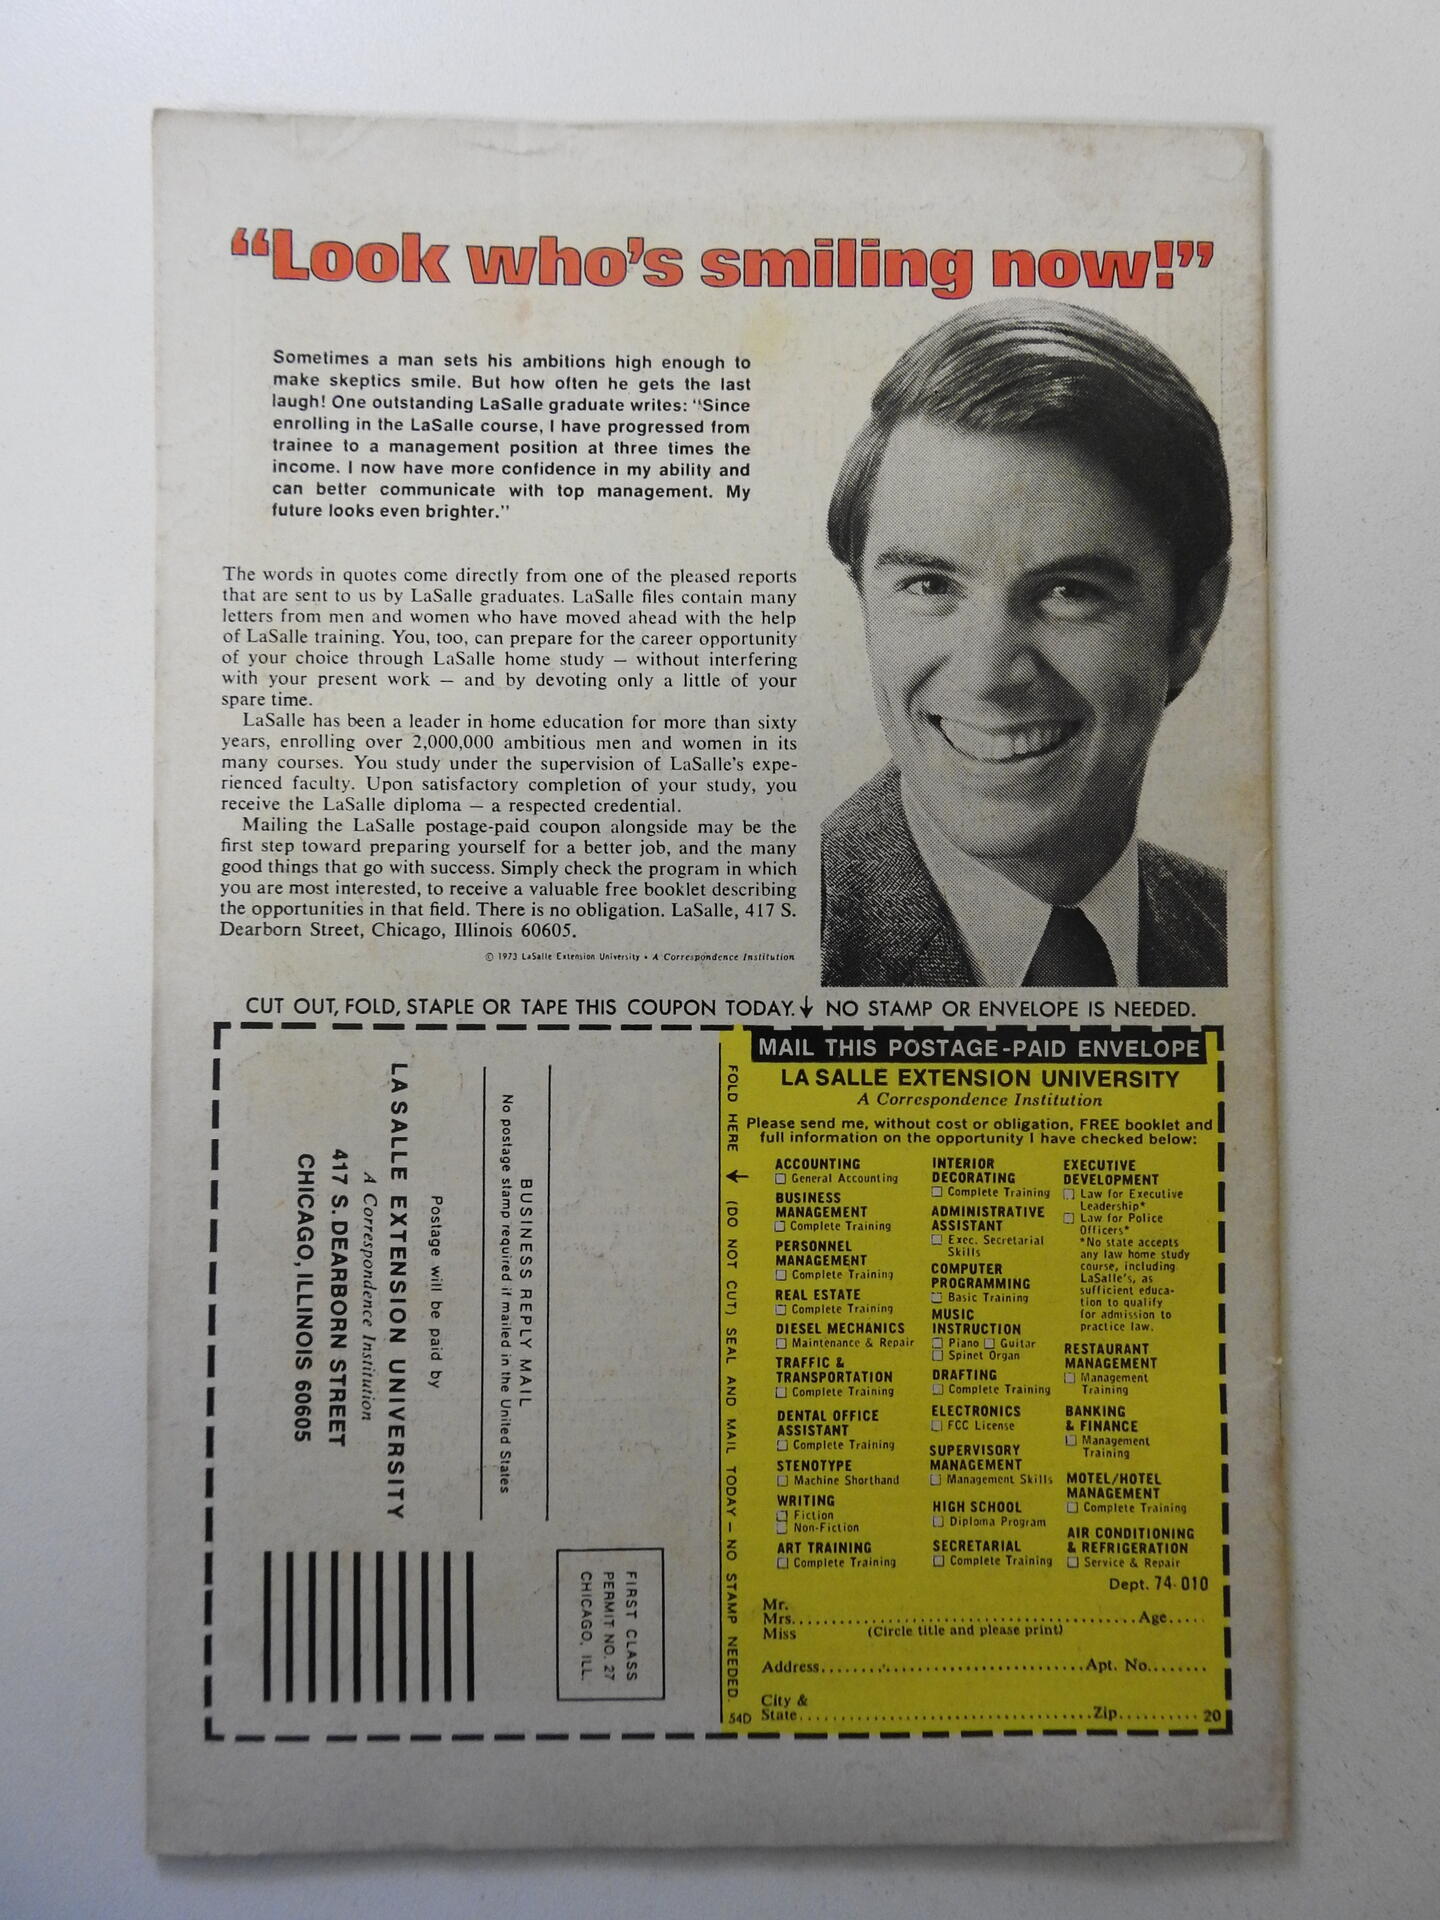 “Look who’s smiling now!”
Sometimes a man sets his ambitions high enough to
make skeptics smile. But how often he gets the last
laugh! One outstanding LaSalle graduate writes: “Since
enrolling in the LaSalle course, I have progressed from
trainee to a management position at three times the
income. I now have more confidence in my ability and
can better communicate with top management. My
future looks even brighter.”
The words in quotes come directly from one of the pleased reports
that are sent to us by LaSalle graduates. LaSalle files contain many
letters from men and women who have moved ahead with the help
of LaSalle training. You, too, can prepare for the career opportunity
of your choice through LaSalle home study — without interfering
with your present work — and by devoting only a little of your
spare time.
LaSalle has been a leader in home education for more than sixty
years, enrolling over 2,000,000 ambitious men and women in its
many courses. You study under the supervision of LaSalle’s expe-
rienced faculty. Upon satisfactory completion of your study, you
receive the LaSalle diploma — a respected credential.
Mailing the LaSalle postage-paid coupon alongside may be the
first step toward preparing yourself for a better job, and the many
good things that go with success. Simply check the program in which
you are most interested, to receive a valuable free booklet describing
the opportunities in that field. There is no obligation. LaSalle, 417 S.
Dearborn Street, Chicago, Illinois 60605.
© 1973 LaSalle Extension University • A Correspondence Institution
CUT OUT, FOLD, STAPLE OR TAPE THIS COUPON TODAY. ↓ NO STAMP OR ENVELOPE IS NEEDED.
FIRST CLASS
PERMIT NO. 27
CHICAGO, ILL.
BUSINESS REPLY MAIL
No postage stamp required if mailed in the United States
Postage will be paid by
LA SALLE EXTENSION UNIVERSITY
A Correspondence Institution
417 S. DEARBORN STREET
CHICAGO, ILLINOIS 60605
FOLD HERE ← (DO NOT CUT) SEAL AND MAIL TODAY — NO STAMP NEEDED.
54D
MAIL THIS POSTAGE-PAID ENVELOPE
LA SALLE EXTENSION UNIVERSITY
A Correspondence Institution
Please send me, without cost or obligation, FREE booklet and
full information on the opportunity I have checked below:
ACCOUNTING
☐ General Accounting
BUSINESS
MANAGEMENT
☐ Complete Training
PERSONNEL
MANAGEMENT
☐ Complete Training
REAL ESTATE
☐ Complete Training
DIESEL MECHANICS
☐ Maintenance & Repair
TRAFFIC &
TRANSPORTATION
☐ Complete Training
DENTAL OFFICE
ASSISTANT
☐ Complete Training
STENOTYPE
☐ Machine Shorthand
WRITING
☐ Fiction
☐ Non-Fiction
ART TRAINING
☐ Complete Training
INTERIOR
DECORATING
☐ Complete Training
ADMINISTRATIVE
ASSISTANT
☐ Exec. Secretarial
Skills
COMPUTER
PROGRAMMING
☐ Basic Training
MUSIC
INSTRUCTION
☐ Piano ☐ Guitar
☐ Spinet Organ
DRAFTING
☐ Complete Training
ELECTRONICS
☐ FCC License
SUPERVISORY
MANAGEMENT
☐ Management Skills
HIGH SCHOOL
☐ Diploma Program
SECRETARIAL
☐ Complete Training
EXECUTIVE
DEVELOPMENT
☐ Law for Executive
Leadership*
☐ Law for Police
Officers*
*No state accepts
any law home study
course, including
LaSalle’s, as
sufficient educa-
tion to qualify
for admission to
practice law.
RESTAURANT
MANAGEMENT
☐ Management
Training
BANKING
& FINANCE
☐ Management
Training
MOTEL/HOTEL
MANAGEMENT
☐ Complete Training
AIR CONDITIONING
& REFRIGERATION
☐ Service & Repair
Dept. 74-010
Mr.
Mrs. Age
Miss (Circle title and please print)
Address Apt. No.
City &
State Zip 20